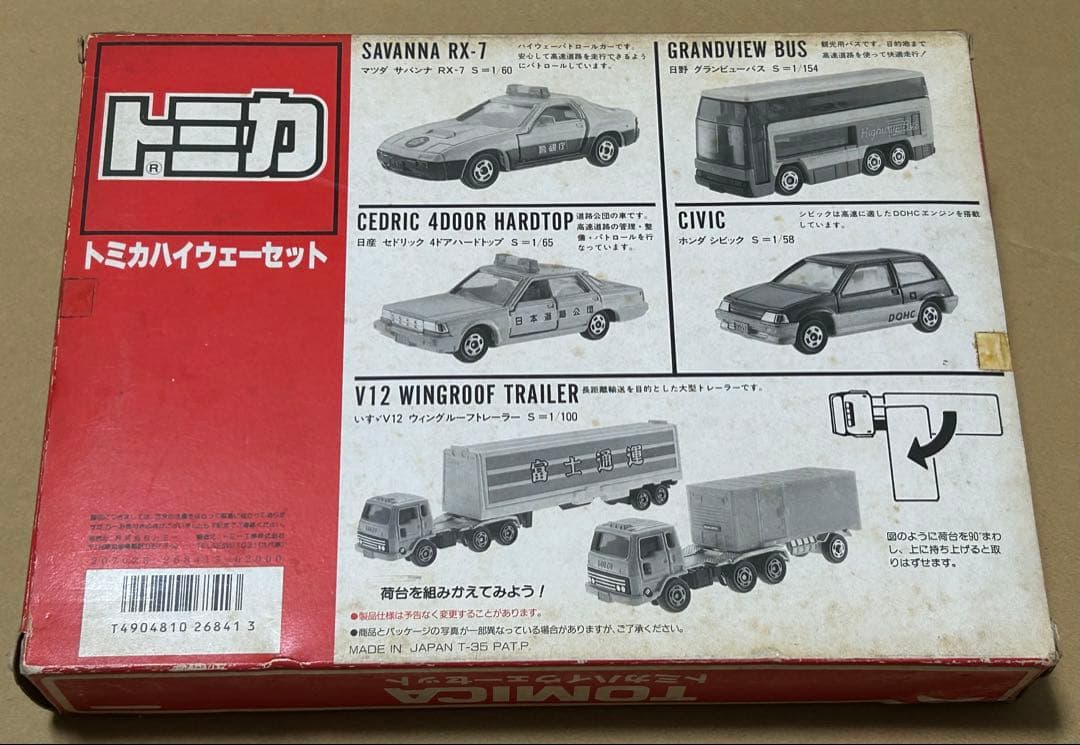 トミカ
®
トミカハイウェーセット
T4904810 26841 3
SAVANNA RX-7
マツダ サバンナ RX-7 S=1/60
ハイウェーパトロールカーです。
安心して高速道路を走行できるよう
にパトロールしています。
警視庁
GRANDVIEW BUS
日野 グランビューバス S=1/154
観光用バスです。目的地まで
高速道路を使って快適走行!
Highway Bus
CEDRIC 4DOOR HARDTOP
日産 セドリック 4ドアハードトップ S=1/65
道路公団の車です。
高速道路の管理・整
備・パトロールを行
なっています。
日本道路公団
CIVIC
ホンダ シビック S=1/58
シビックは高速に適したDOHCエンジンを搭載
しています。
DOHC
V12 WINGROOF TRAILER
長距離輸送を目的とした大型トレーラーです。
いすゞV12 ウィングルーフトレーラー S=1/100
富士通運
荷台を組みかえてみよう!
図のように荷台を90°まわ
し、上に持ち上げると取
りはずせます。
●製品仕様は予告なく変更することがあります。
●商品とパッケージの写真が一部異なっている場合がありますが、ご了承ください。
MADE IN JAPAN T-35 PAT.P.
TOMICA
トミカハイウェーセット